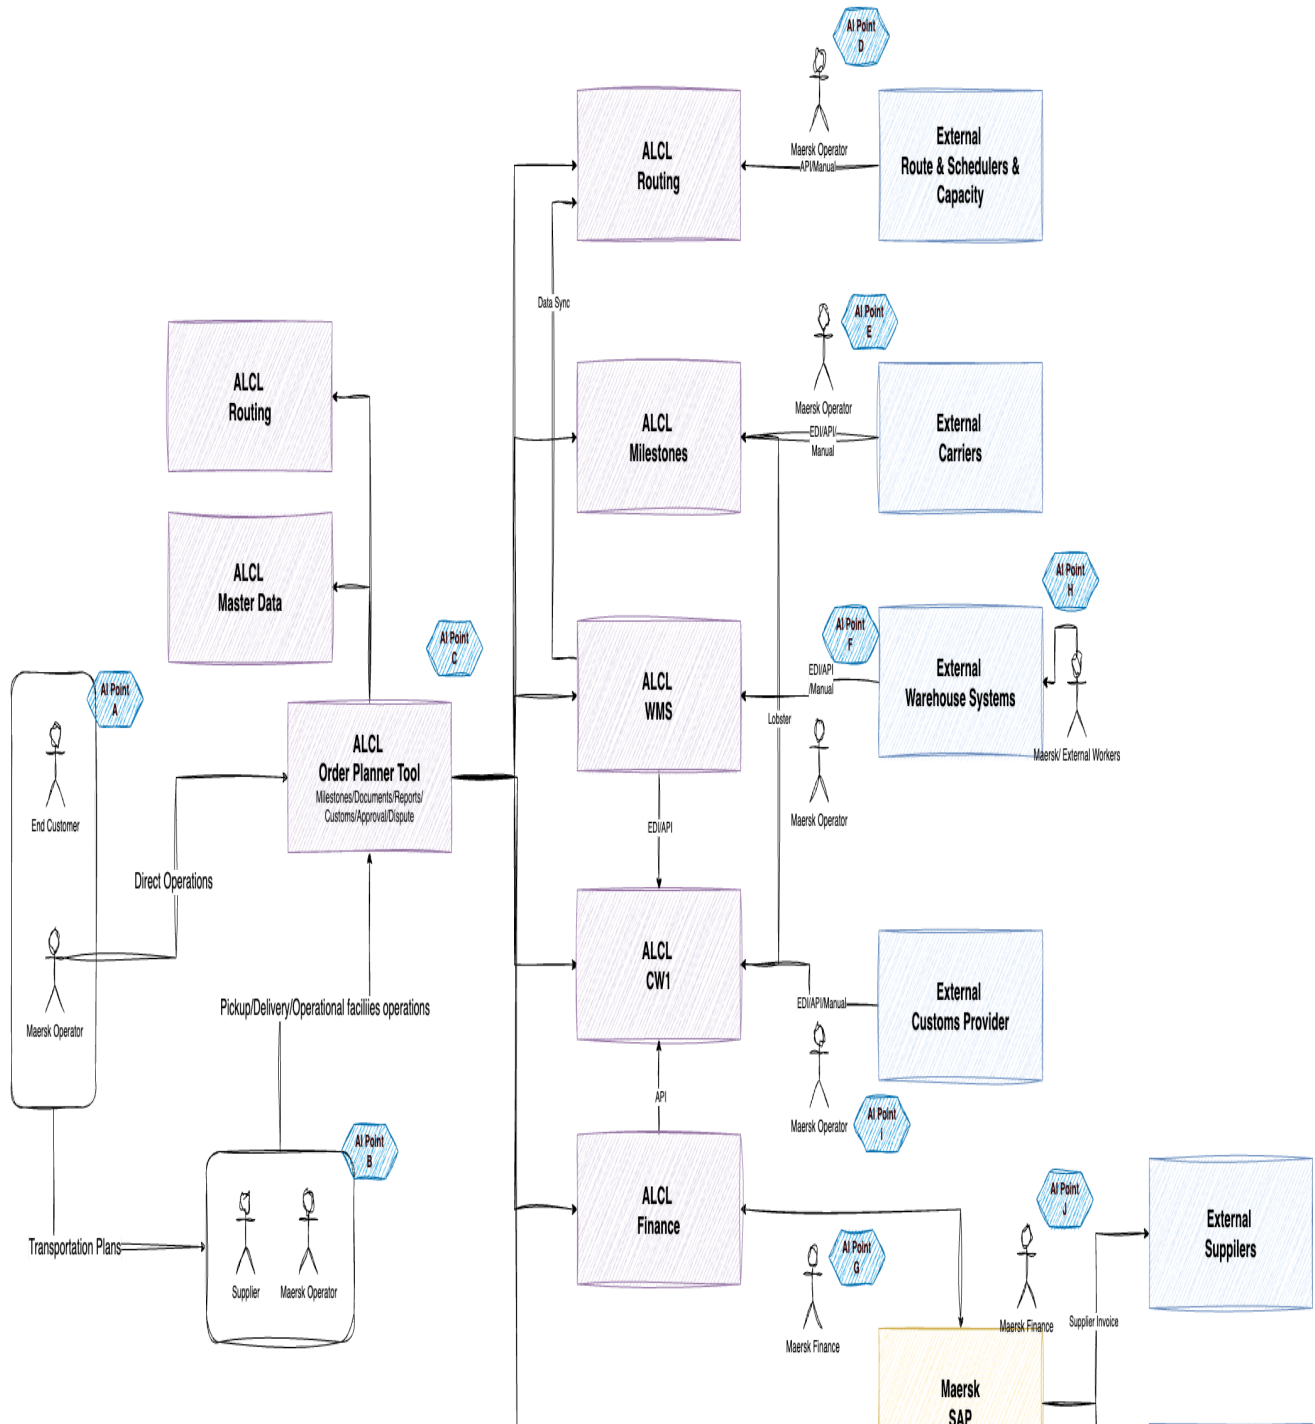 AI Point
D
ALCL
Routing
Maersk Operator
API/Manual
External
Route & Schedulers &
Capacity
Data Sync
AI Point
E
ALCL
Routing
ALCL
Milestones
Maersk Operator
EDI/API/
Manual
External
Carriers
ALCL
Master Data
AI Point
H
AI Point
C
AI Point
F
ALCL
WMS
EDI/API
/Manual
External
Warehouse Systems
AI Point
A
Lobster
Maersk/ External Workers
ALCL
Order Planner Tool
Milestones/Documents/Reports/
Customs/Approval/Dispute
End Customer
EDI/API
Maersk Operator
Direct Operations
ALCL
CW1
Pickup/Delivery/Operational faciliies operations
EDI/API/Manual
External
Customs Provider
Maersk Operator
API
Maersk Operator
AI Point
I
AI Point
B
ALCL
Finance
AI Point
J
External
Suppilers
Transportation Plans
AI Point
G
Supplier
Maersk Operator
Maersk Finance
Maersk Finance
Supplier Invoice
Maersk
SAP